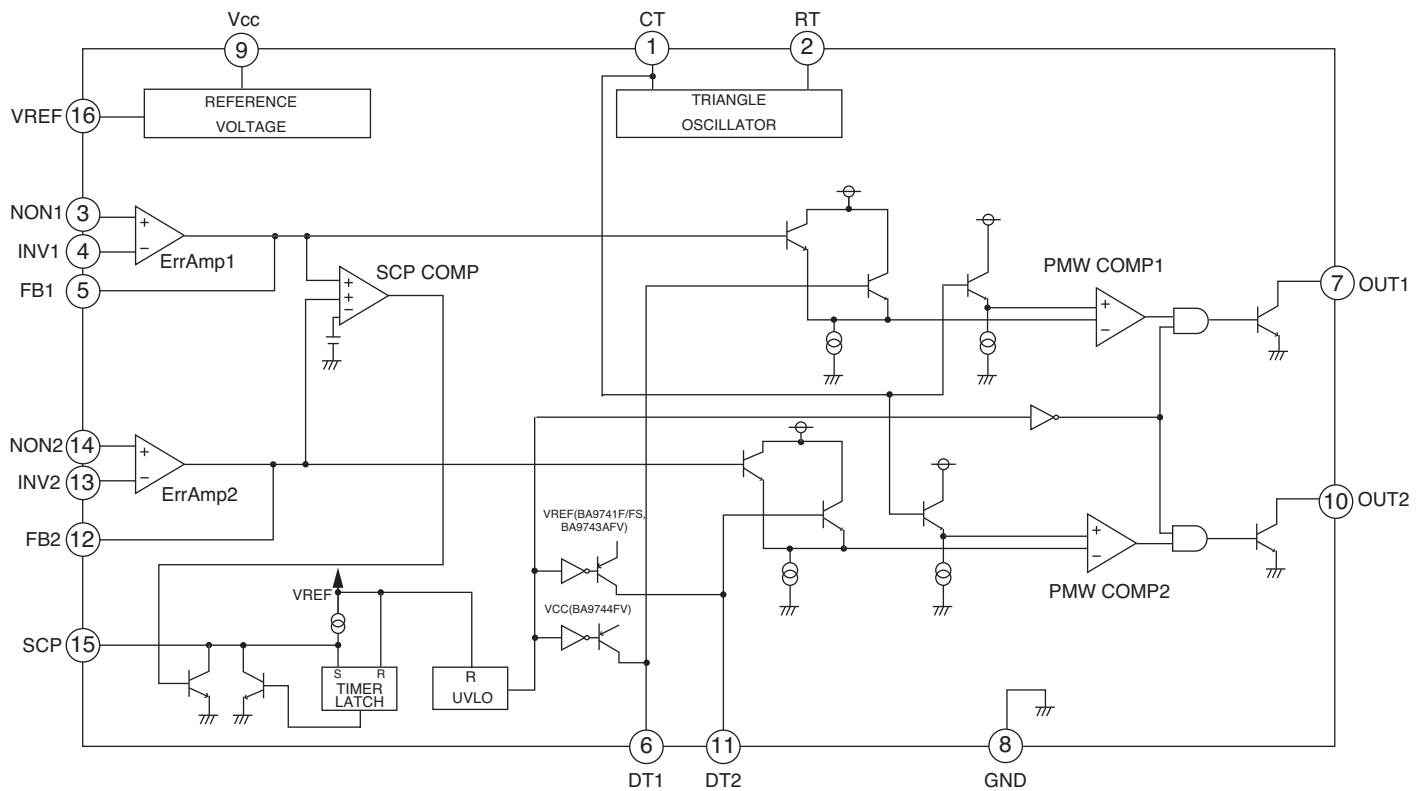 Vcc
CT
RT
9
1
2
VREF
16
REFERENCE
VOLTAGE
TRIANGLE
OSCILLATOR
NON1
3
+
INV1
4
−
ErrAmp1
FB1
5
SCP COMP
+
+
−
PMW COMP1
+
−
7
OUT1
NON2
14
+
INV2
13
−
ErrAmp2
FB2
12
VREF(BA9741F/FS,
BA9743AFV)
+
−
PMW COMP2
10
OUT2
VREF
VCC(BA9744FV)
SCP
15
S
R
TIMER
LATCH
R
UVLO
6
11
8
DT1
DT2
GND